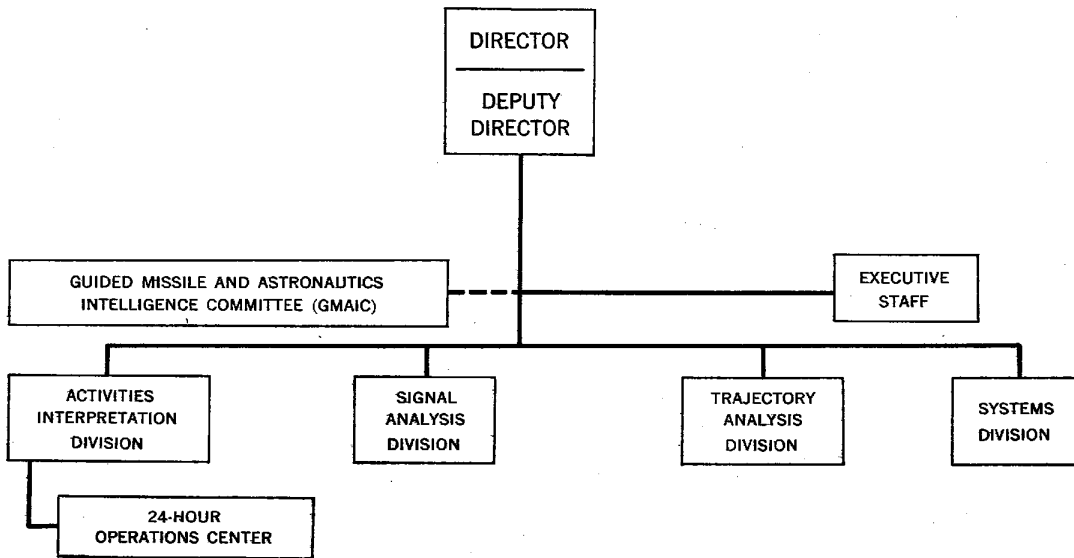 DIRECTOR
DEPUTY
DIRECTOR
GUIDED MISSILE AND ASTRONAUTICS
INTELLIGENCE COMMITTEE (GMAIC)
EXECUTIVE
STAFF
ACTIVITIES
INTERPRETATION
DIVISION
SIGNAL
ANALYSIS
DIVISION
TRAJECTORY
ANALYSIS
DIVISION
SYSTEMS
DIVISION
24-HOUR
OPERATIONS CENTER